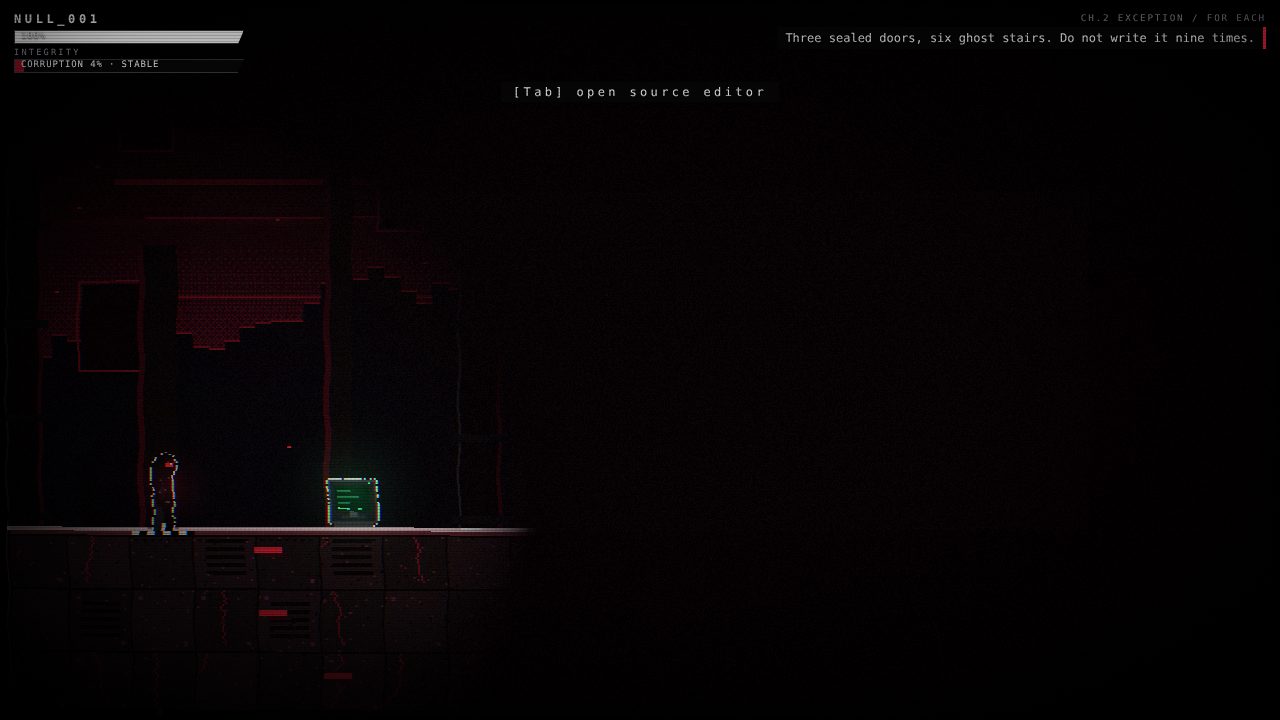 NULL_001
100%
INTEGRITY
CORRUPTION 4% · STABLE
CH.2 EXCEPTION / FOR EACH
Three sealed doors, six ghost stairs. Do not write it nine times.
[Tab] open source editor